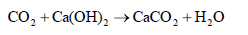 CO₂ + Ca(OH)₂ → CaCO₂ + H₂O